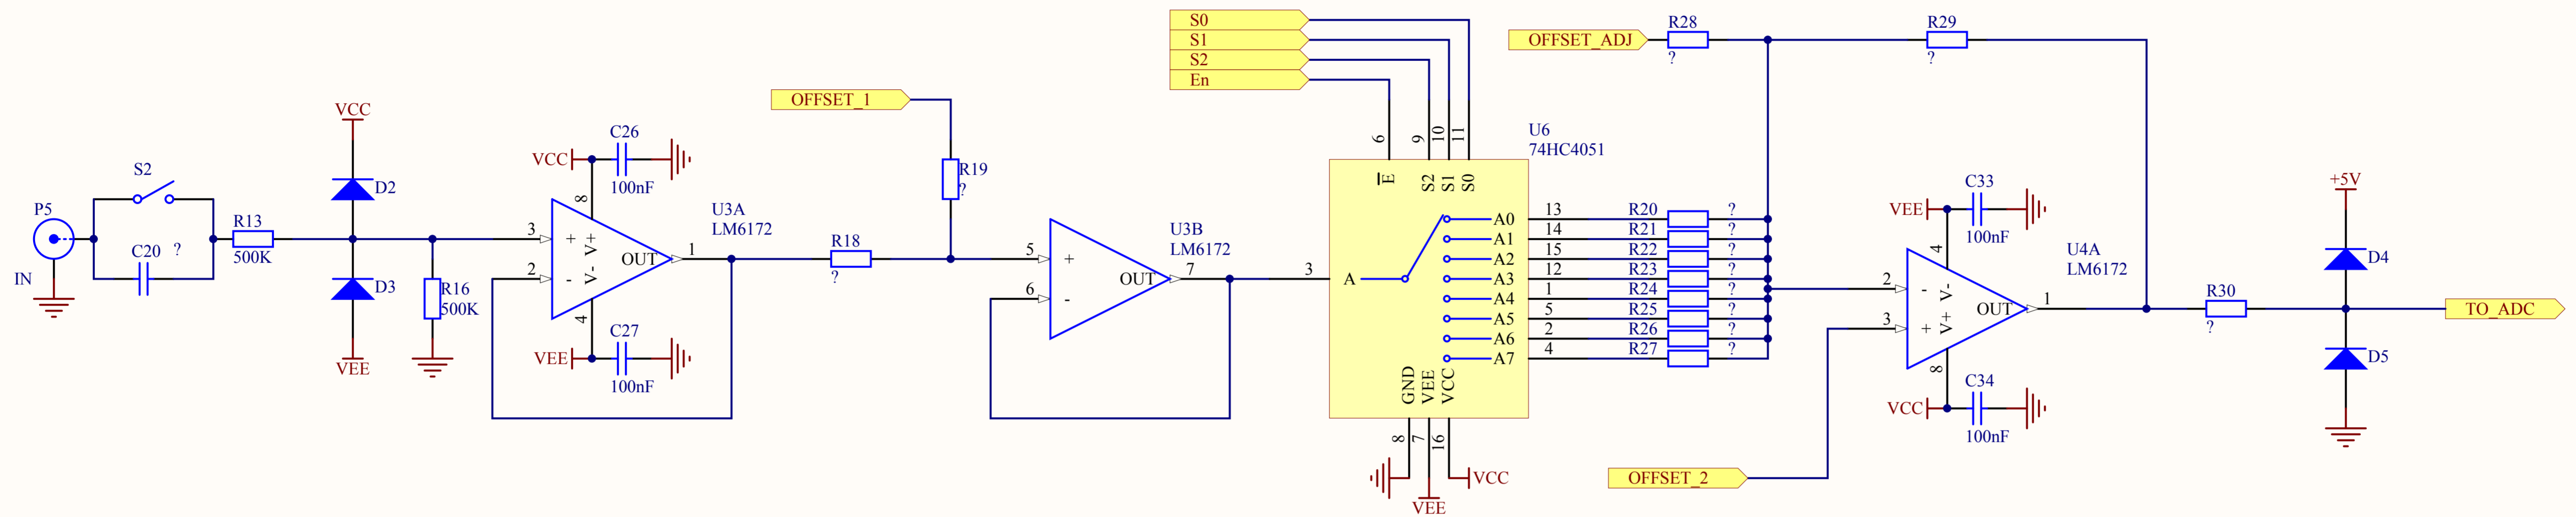 P5
IN
S2
C20 ?
R13
500K
VCC
D2
D3
VEE
R16
500K
VCC
C26
100nF
8
3
+ V+
2
- V-
OUT
1
4
U3A
LM6172
VEE
C27
100nF
OFFSET_1
R19
?
R18
?
5
+
6
-
OUT
7
U3B
LM6172
S0
S1
S2
En
6
9
10
11
U6
74HC4051
E
S2
S1
S0
3
A
A0
A1
A2
A3
A4
A5
A6
A7
13
14
15
12
1
5
2
4
GND
VEE
VCC
8
7
16
VEE
VCC
R20 ?
R21 ?
R22 ?
R23 ?
R24 ?
R25 ?
R26 ?
R27 ?
OFFSET_ADJ
R28
?
R29
?
OFFSET_2
VEE
C33
100nF
4
2
- V-
3
+ V+
OUT
1
8
U4A
LM6172
VCC
C34
100nF
R30
?
+5V
D4
D5
TO_ADC